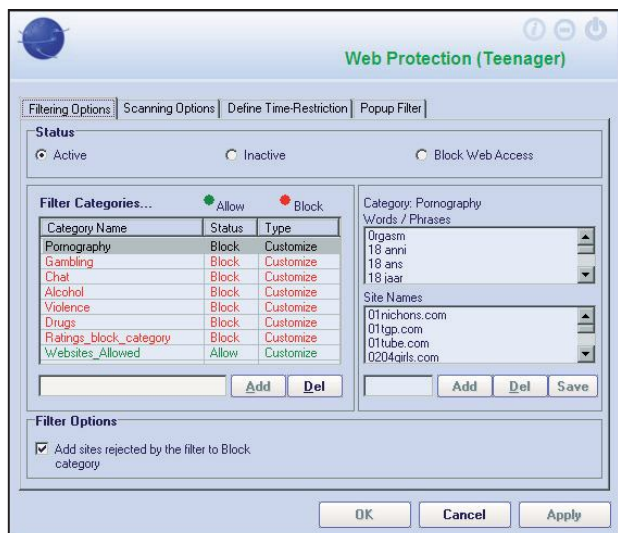 Web Protection (Teenager)
Filtering Options Scanning Options Define Time-Restriction Popup Filter
Status
Active Inactive Block Web Access
Filter Categories... Allow Block
Category Name Status Type
Pornography Block Customize
Gambling Block Customize
Chat Block Customize
Alcohol Block Customize
Violence Block Customize
Drugs Block Customize
Ratings_block_category Block Customize
Websites_Allowed Allow Customize
Add Del
Category: Pornography
Words / Phrases
0rgasm
18 anni
18 ans
18 jaar
Site Names
01nichons.com
01tgp.com
01tube.com
0204girls.com
Add Del Save
Filter Options
Add sites rejected by the filter to Block
category
OK Cancel Apply